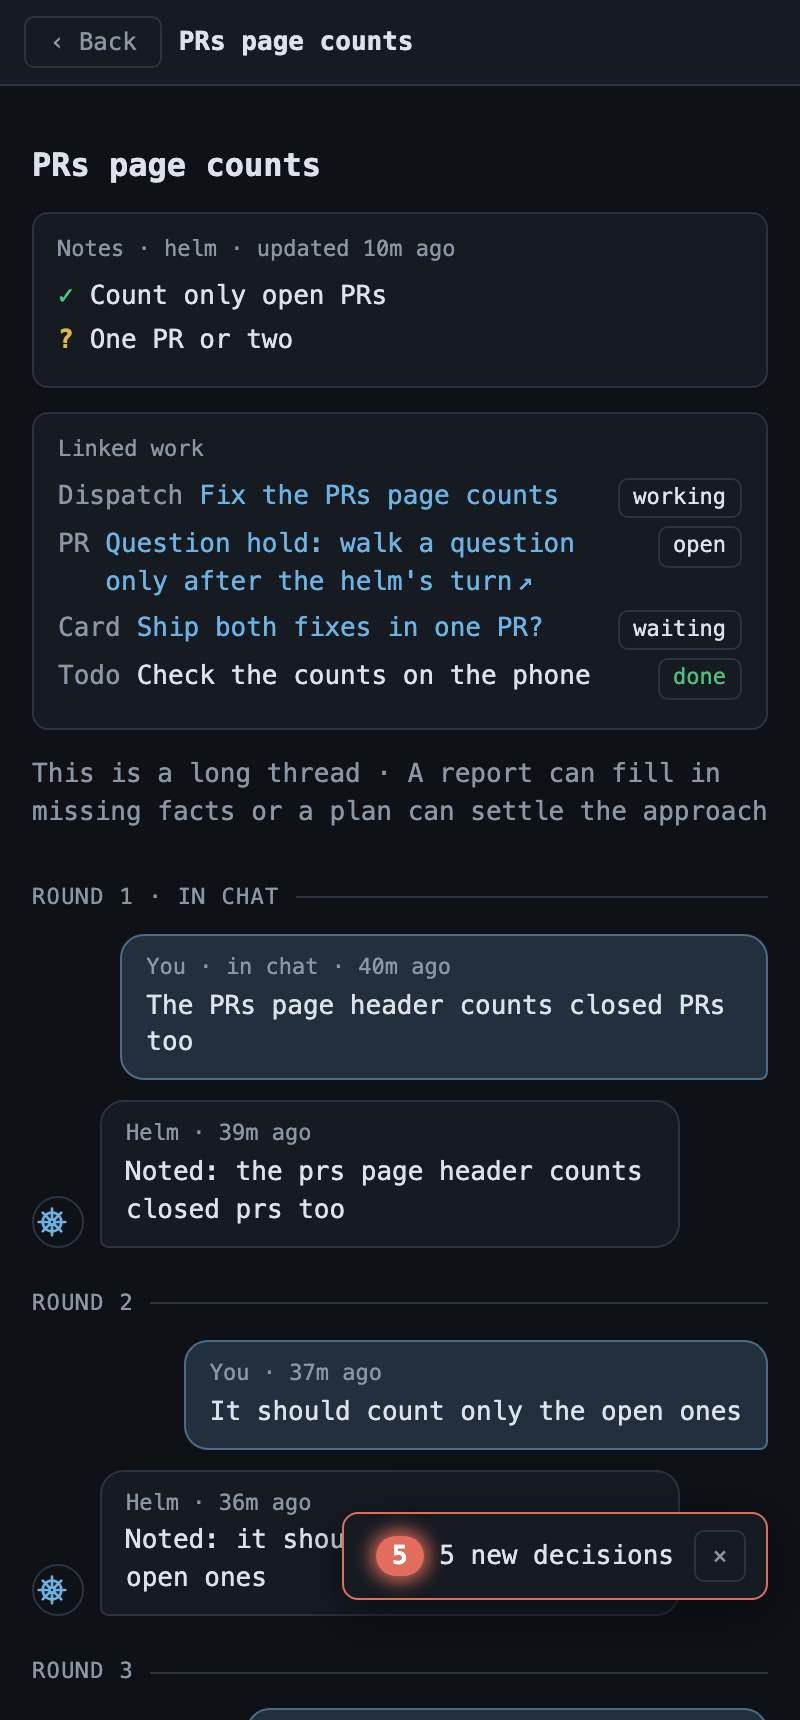 ‹ Back PRs page counts
PRs page counts
Notes · helm · updated 10m ago
✓ Count only open PRs
? One PR or two
Linked work
Dispatch Fix the PRs page counts working
PR Question hold: walk a question open
only after the helm's turn↗
Card Ship both fixes in one PR? waiting
Todo Check the counts on the phone done
This is a long thread · A report can fill in
missing facts or a plan can settle the approach
ROUND 1 · IN CHAT
You · in chat · 40m ago
The PRs page header counts closed PRs
too
Helm · 39m ago
Noted: the prs page header counts
closed prs too
ROUND 2
You · 37m ago
It should count only the open ones
Helm · 36m ago
Noted: it
open ones
5 5 new decisions ×
ROUND 3